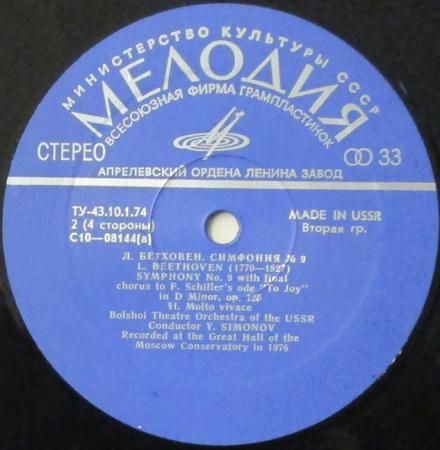 МИНИСТЕРСТВО КУЛЬТУРЫ СССР
МЕЛОДИЯ
ВСЕСОЮЗНАЯ ФИРМА ГРАМПЛАСТИНОК
СТЕРЕО 33
АПРЕЛЕВСКИЙ ОРДЕНА ЛЕНИНА ЗАВОД
ТУ-43.10.1.74
2 (4 стороны)
С10—08144(а)
MADE IN USSR
Вторая гр.
Л. БЕТХОВЕН. СИМФОНИЯ № 9
L. BEETHOVEN (1770—1827)
SYMPHONY No. 9 with final
chorus to F. Schiller's ode "To Joy"
in D Minor, op. 125
II. Molto vivace
Bolshoi Theatre Orchestra of the USSR
Conductor Y. SIMONOV
Recorded at the Great Hall of the
Moscow Conservatory in 1976